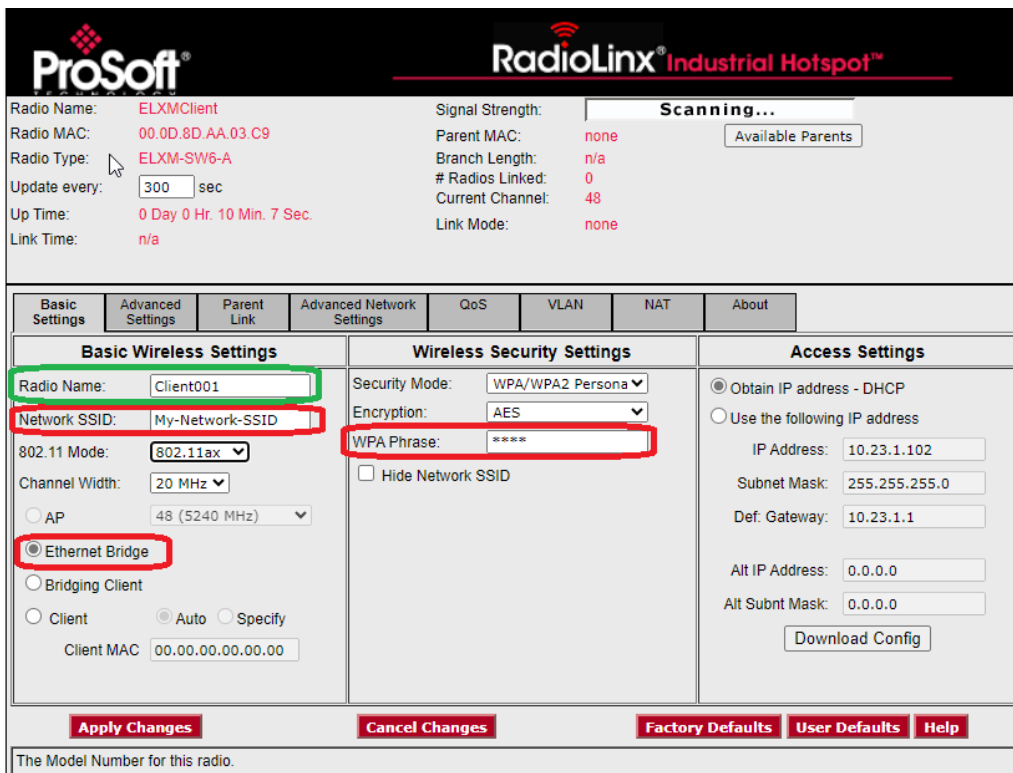 ProSoft®
TECHNOLOGY
RadioLinx® Industrial Hotspot™
Radio Name: ELXMClient
Radio MAC: 00.0D.8D.AA.03.C9
Radio Type: ELXM-SW6-A
Update every: 300 sec
Up Time: 0 Day 0 Hr. 10 Min. 7 Sec.
Link Time: n/a
Signal Strength: Scanning...
Parent MAC: none Available Parents
Branch Length: n/a
# Radios Linked: 0
Current Channel: 48
Link Mode: none
Basic Settings Advanced Settings Parent Link Advanced Network Settings QoS VLAN NAT About
Basic Wireless Settings
Radio Name: Client001
Network SSID: My-Network-SSID
802.11 Mode: 802.11ax
Channel Width: 20 MHz
AP 48 (5240 MHz)
Ethernet Bridge
Bridging Client
Client Auto Specify
Client MAC 00.00.00.00.00.00
Wireless Security Settings
Security Mode: WPA/WPA2 Persona
Encryption: AES
WPA Phrase: ****
Hide Network SSID
Access Settings
Obtain IP address - DHCP
Use the following IP address
IP Address: 10.23.1.102
Subnet Mask: 255.255.255.0
Def: Gateway: 10.23.1.1
Alt IP Address: 0.0.0.0
Alt Subnt Mask: 0.0.0.0
Download Config
Apply Changes Cancel Changes Factory Defaults User Defaults Help
The Model Number for this radio.